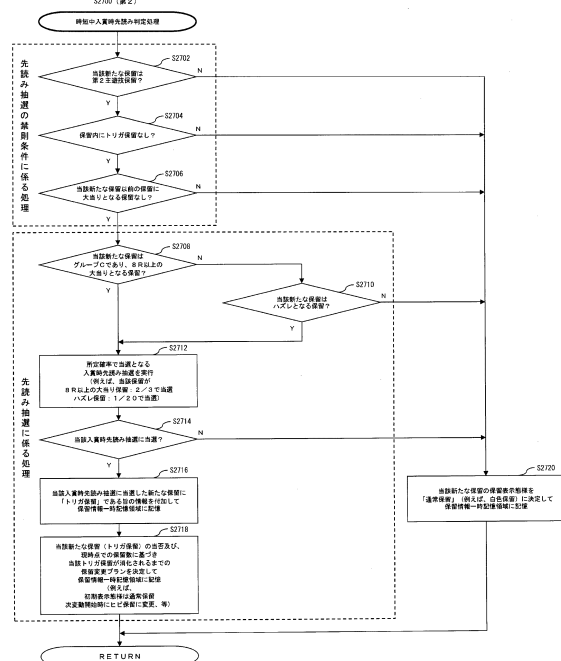 S2700（第２）
時短中入賞時先読み判定処理
先読み抽選の禁則条件に係る処理
S2702
当該新たな保留は
第２主遊技保留？
N
Y
S2704
保留内にトリガ保留なし？
N
Y
S2706
当該新たな保留以前の保留に
大当りとなる保留なし？
N
Y
先読み抽選に係る処理
S2708
当該新たな保留は
グループCであり、８R以上の
大当りとなる保留？
N
Y
S2710
当該新たな保留は
ハズレとなる保留？
N
Y
S2712
所定確率で当選となる
入賞時先読み抽選を実行
（例えば、当該保留が
８R以上の大当り保留：２／３で当選
ハズレ保留：１／２０で当選）
S2714
当該入賞時先読み抽選に当選？
N
Y
S2716
当該入賞時先読み抽選に当選した新たな保留に
「トリガ保留」である旨の情報を付加して
保留情報一時記憶領域に記憶
S2718
当該新たな保留（トリガ保留）の当否及び、
現時点での保留数に基づき
当該トリガ保留が消化されるまでの
保留変更プランを決定して
保留情報一時記憶領域に記憶
（例えば、
初期表示態様は通常保留
次変動開始時にヒビ保留に変更、等）
S2720
当該新たな保留の保留表示態様を
「通常保留」（例えば、白色保留）に決定して
保留情報一時記憶領域に記憶
RETURN